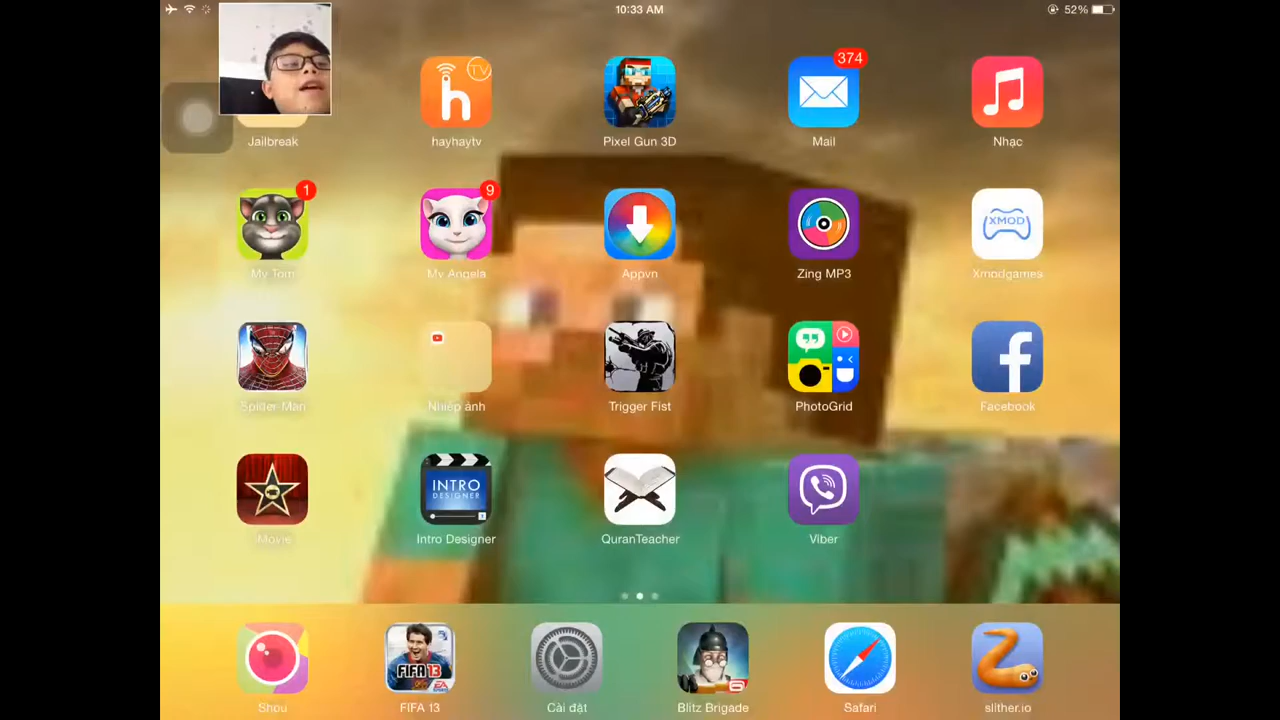 10:33 AM
52%
TV
h
374
Jailbreak
hayhaytv
Pixel Gun 3D
Mail
Nhạc
1
9
XMOD
My Tom
My Angela
Appvn
Zing MP3
Xmodgames
Spider-Man
Nhiếp ảnh
Trigger Fist
PhotoGrid
Facebook
INTRO
DESIGNER
iMovie
Intro Designer
QuranTeacher
Viber
FIFA 13
EA
Shou
FIFA 13
Cài đặt
Blitz Brigade
Safari
slither.io